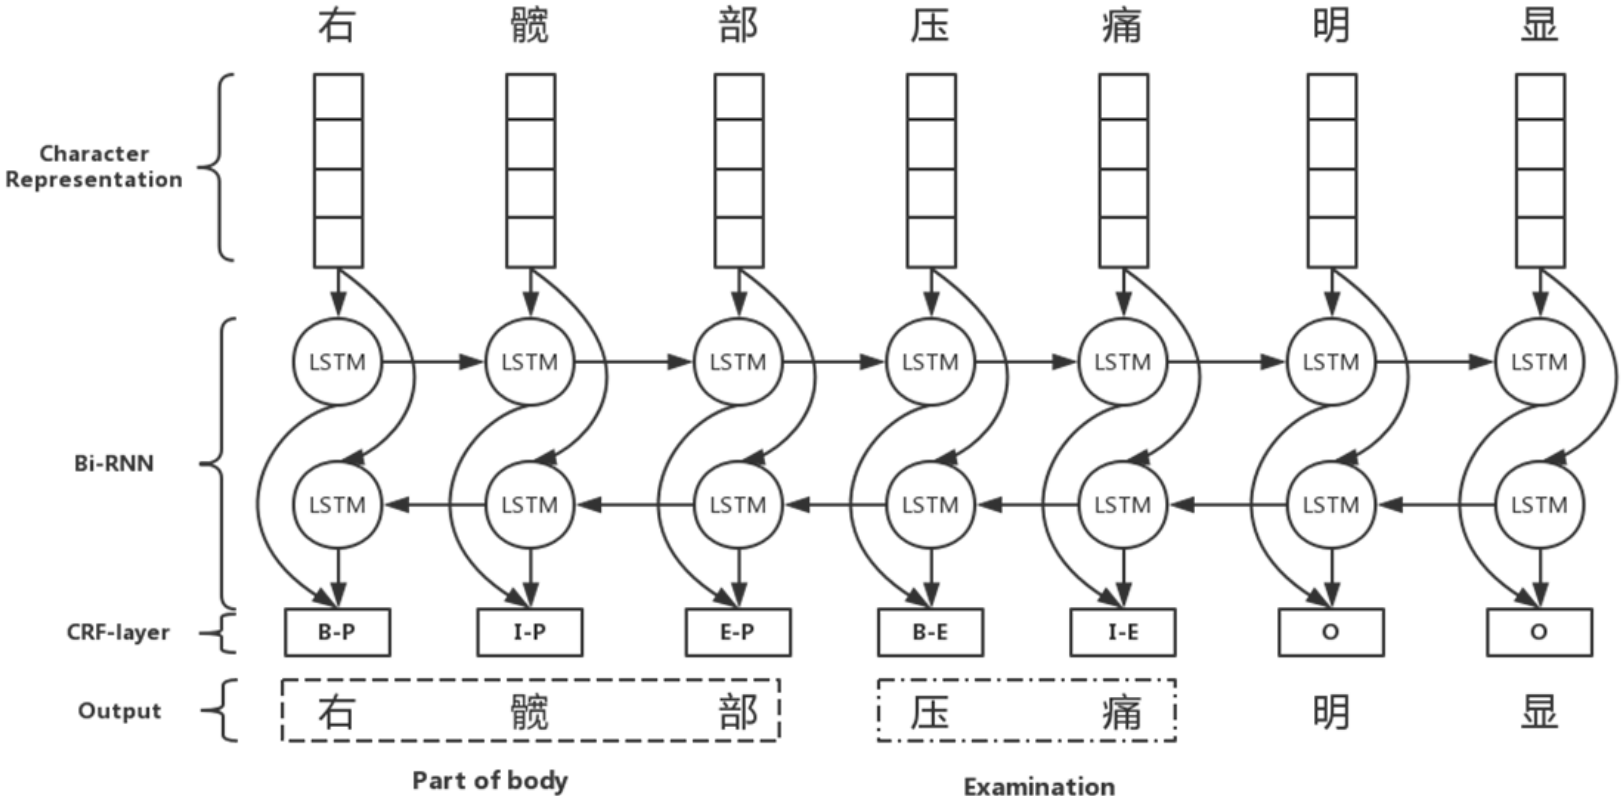 右 髋 部 压 痛 明 显
Character
Representation
LSTM LSTM LSTM LSTM LSTM LSTM LSTM
Bi-RNN
LSTM LSTM LSTM LSTM LSTM LSTM LSTM
CRF-layer B-P I-P E-P B-E I-E O O
Output 右 髋 部 压 痛 明 显
Part of body Examination